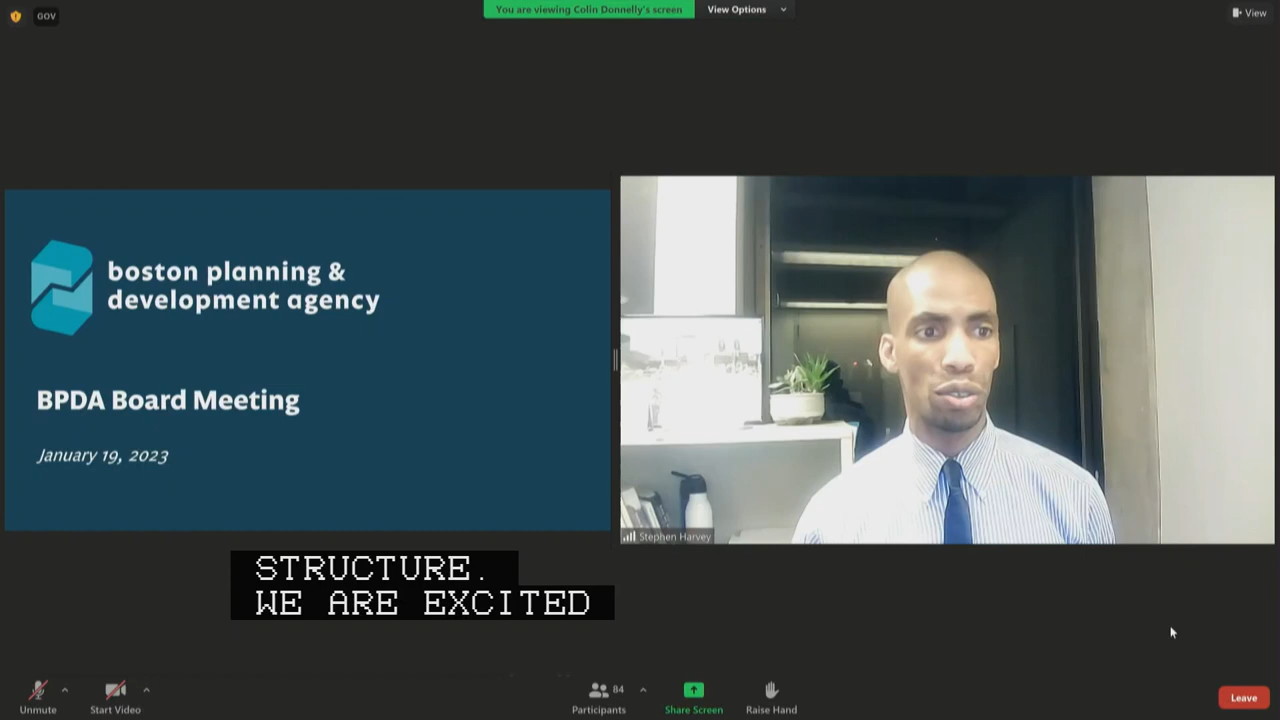 GOV
You are viewing Colin Donnelly's screen
View Options
View
boston planning &
development agency
BPDA Board Meeting
January 19, 2023
Stephen Harvey
STRUCTURE.
WE ARE EXCITED
Unmute
Start Video
84
Participants
Share Screen
Raise Hand
Leave